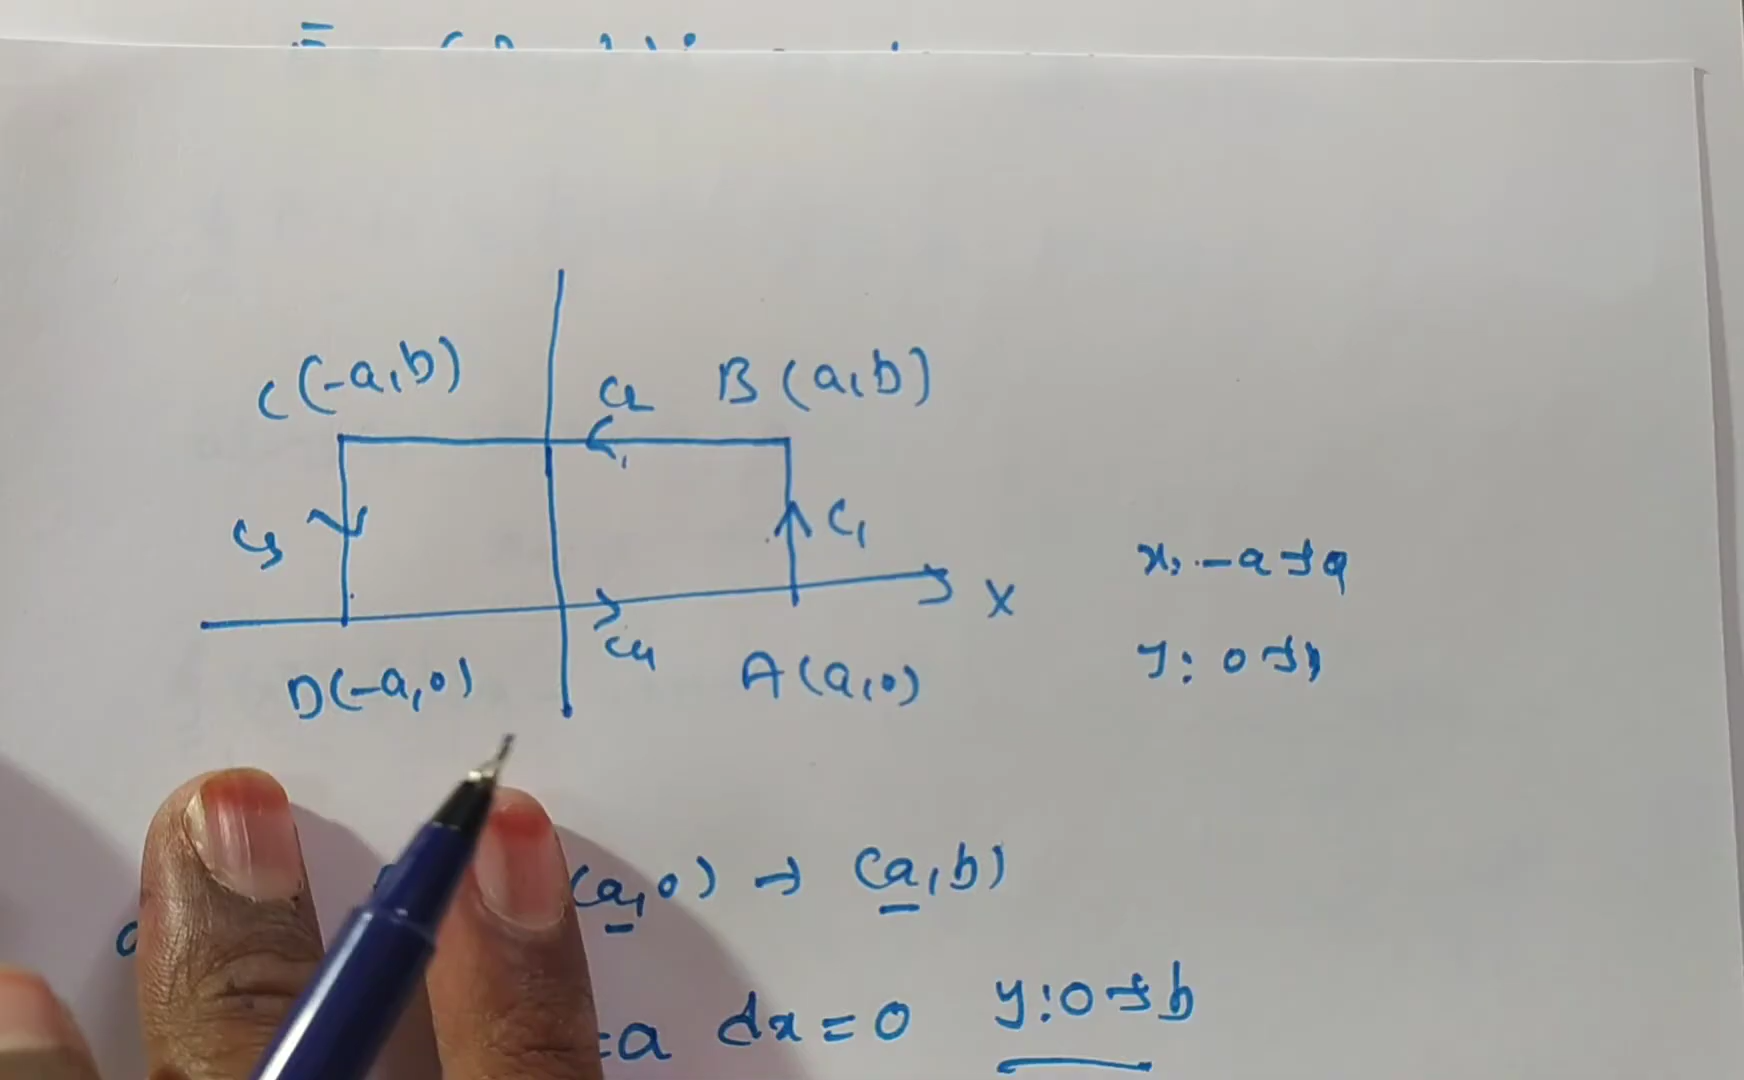 C(-a,b) C2 B(a,b)
C3 C1
x: -a → a
X
C4
y: 0 → b
D(-a,0) A(a,0)
(a,0) → (a,b)
=a dx=0 y:0→b